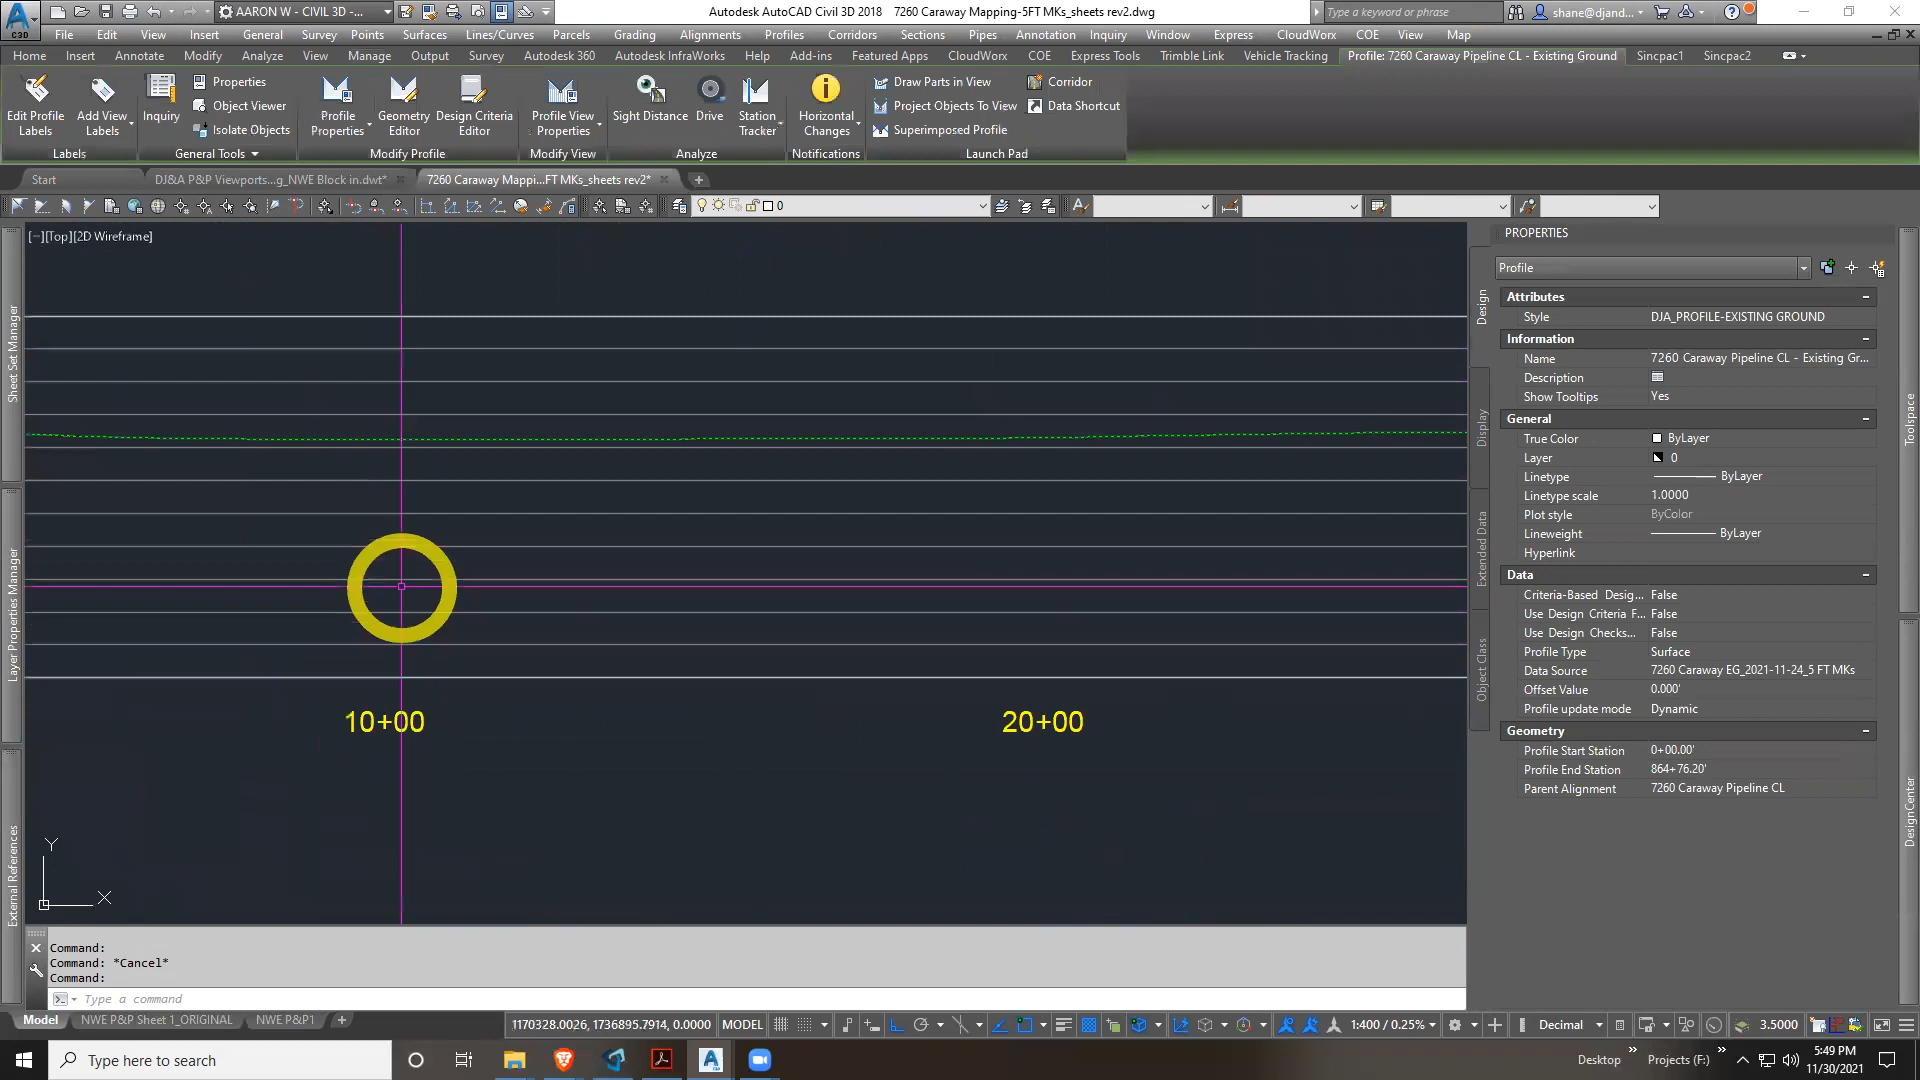 C3D
AARON W - CIVIL 3D -...
Autodesk AutoCAD Civil 3D 2018 7260 Caraway Mapping-5FT MKs_sheets rev2.dwg
Type a keyword or phrase
shane@djand...
File Edit View Insert General Survey Points Surfaces Lines/Curves Parcels Grading Alignments Profiles Corridors Sections Pipes Annotation Inquiry Window Express CloudWorx COE View Map
Home Insert Annotate Modify Analyze View Manage Output Survey Autodesk 360 Autodesk InfraWorks Help Add-ins Featured Apps CloudWorx COE Express Tools Trimble Link Vehicle Tracking Profile: 7260 Caraway Pipeline CL - Existing Ground Sincpac1 Sincpac2
Edit Profile Labels
Add View Labels
Labels
Inquiry
Properties
Object Viewer
Isolate Objects
General Tools
Profile Properties
Geometry Editor
Design Criteria Editor
Modify Profile
Profile View Properties
Modify View
Sight Distance
Drive
Station Tracker
Analyze
Horizontal Changes
Notifications
Draw Parts in View
Project Objects To View
Superimposed Profile
Corridor
Data Shortcut
Launch Pad
Start
DJ&A P&P Viewports...g_NWE Block in.dwt*
7260 Caraway Mappi...FT MKs_sheets rev2*
0
[−][Top][2D Wireframe]
Sheet Set Manager
Layer Properties Manager
External References
10+00
20+00
Y
X
PROPERTIES
Profile
Design
Display
Extended Data
Object Class
Attributes
Style DJA_PROFILE-EXISTING GROUND
Information
Name 7260 Caraway Pipeline CL - Existing Gr...
Description
Show Tooltips Yes
General
True Color ByLayer
Layer 0
Linetype ByLayer
Linetype scale 1.0000
Plot style ByColor
Lineweight ByLayer
Hyperlink
Data
Criteria-Based Desig... False
Use Design Criteria F... False
Use Design Checks... False
Profile Type Surface
Data Source 7260 Caraway EG_2021-11-24_5 FT MKs
Offset Value 0.000'
Profile update mode Dynamic
Geometry
Profile Start Station 0+00.00'
Profile End Station 864+76.20'
Parent Alignment 7260 Caraway Pipeline CL
Toolspace
DesignCenter
Command:
Command: *Cancel*
Command:
Type a command
Model NWE P&P Sheet 1_ORIGINAL NWE P&P1
1170328.0026, 1736895.7914, 0.0000 MODEL
1:400 / 0.25%
Decimal
3.5000
Type here to search
Desktop
Projects (F:)
5:49 PM
11/30/2021